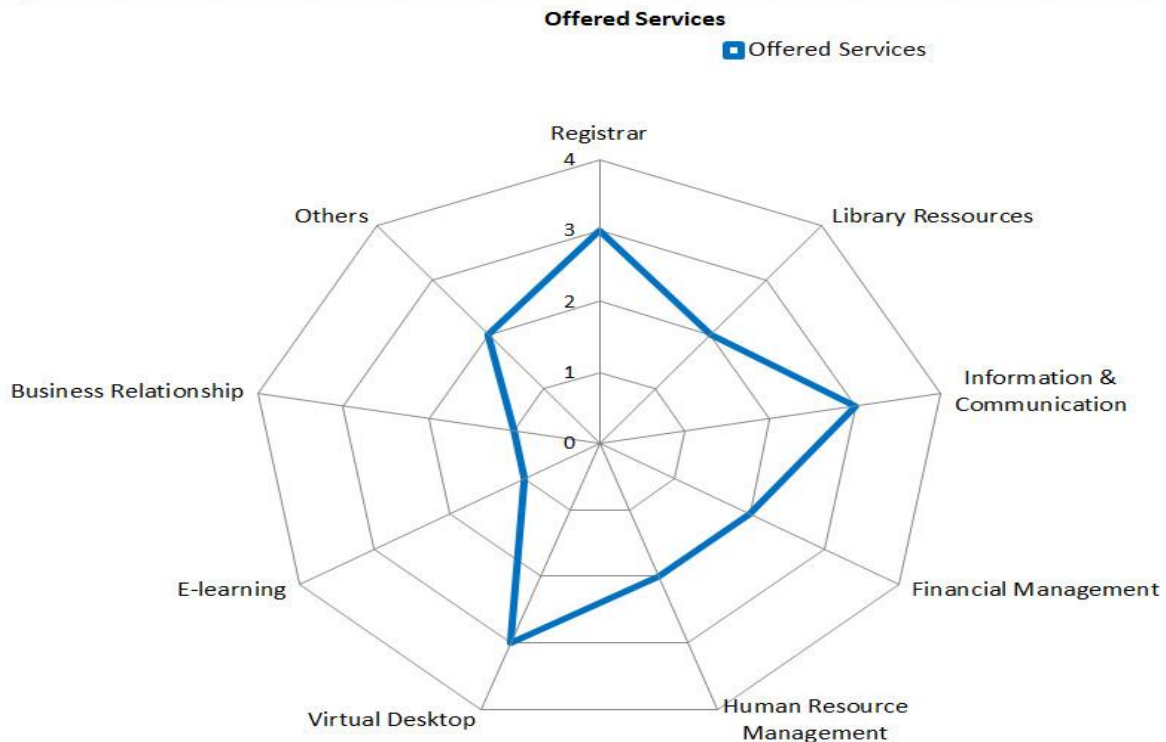 Offered Services
Offered Services
Registrar
4
Others
Library Ressources
3
2
Business Relationship
1
Information &
Communication
0
E-learning
Financial Management
Virtual Desktop
Human Resource
Management